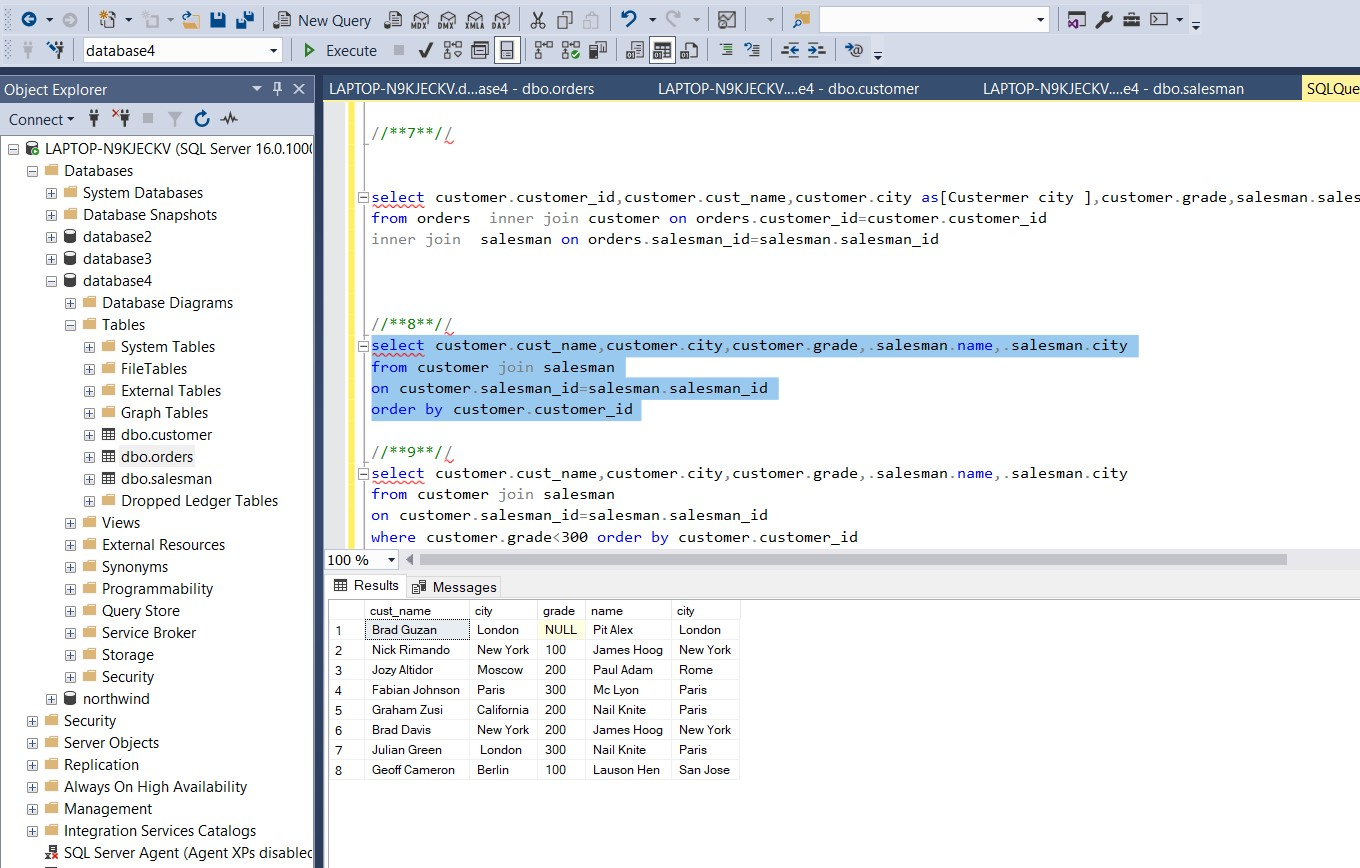 New Query MDX DMX XMLA DAX
database4 Execute
Object Explorer
Connect
LAPTOP-N9KJECKV (SQL Server 16.0.1000
Databases
System Databases
Database Snapshots
database2
database3
database4
Database Diagrams
Tables
System Tables
FileTables
External Tables
Graph Tables
dbo.customer
dbo.orders
dbo.salesman
Dropped Ledger Tables
Views
External Resources
Synonyms
Programmability
Query Store
Service Broker
Storage
Security
northwind
Security
Server Objects
Replication
Always On High Availability
Management
Integration Services Catalogs
SQL Server Agent (Agent XPs disabled
LAPTOP-N9KJECKV.d...ase4 - dbo.orders LAPTOP-N9KJECKV....e4 - dbo.customer LAPTOP-N9KJECKV....e4 - dbo.salesman SQLQue
//**7**//
select customer.customer_id,customer.cust_name,customer.city as[Custermer city ],customer.grade,salesman.sales
from orders inner join customer on orders.customer_id=customer.customer_id
inner join salesman on orders.salesman_id=salesman.salesman_id
//**8**//
select customer.cust_name,customer.city,customer.grade,.salesman.name,.salesman.city
from customer join salesman
on customer.salesman_id=salesman.salesman_id
order by customer.customer_id
//**9**//
select customer.cust_name,customer.city,customer.grade,.salesman.name,.salesman.city
from customer join salesman
on customer.salesman_id=salesman.salesman_id
where customer.grade<300 order by customer.customer_id
100 %
Results Messages
cust_name city grade name city
1 Brad Guzan London NULL Pit Alex London
2 Nick Rimando New York 100 James Hoog New York
3 Jozy Altidor Moscow 200 Paul Adam Rome
4 Fabian Johnson Paris 300 Mc Lyon Paris
5 Graham Zusi California 200 Nail Knite Paris
6 Brad Davis New York 200 James Hoog New York
7 Julian Green London 300 Nail Knite Paris
8 Geoff Cameron Berlin 100 Lauson Hen San Jose